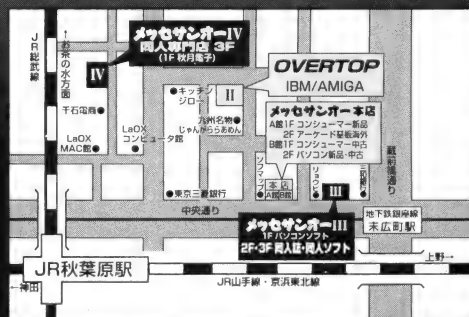 JR総武線
↑お茶の水方面
メッセサンオーIV
同人専門店 3F
(1F 秋月電子)
IV
千石電商
LaOX
MAC館
LaOX
コンピュータ館
キッチン
ジロー
II
九州名物
じゃんがららあめん
OVERTOP
IBM/AMIGA
メッセサンオー本店
A館1F コンシューマー新品
2F アーケード基板海外
B館1F コンシューマー中古
2F パソコン新品・中古
蔵前橋通り
東京三菱銀行
ソフマップ
本店
A館B館
リョウビ
III
三和銀行
中央通り
メッセサンオーIII
1F パソコンソフト
2F・3F 同人誌・同人ソフト
地下鉄銀座線
末広町駅
JR秋葉原駅
上野→
←神田
JR山手線・京浜東北線